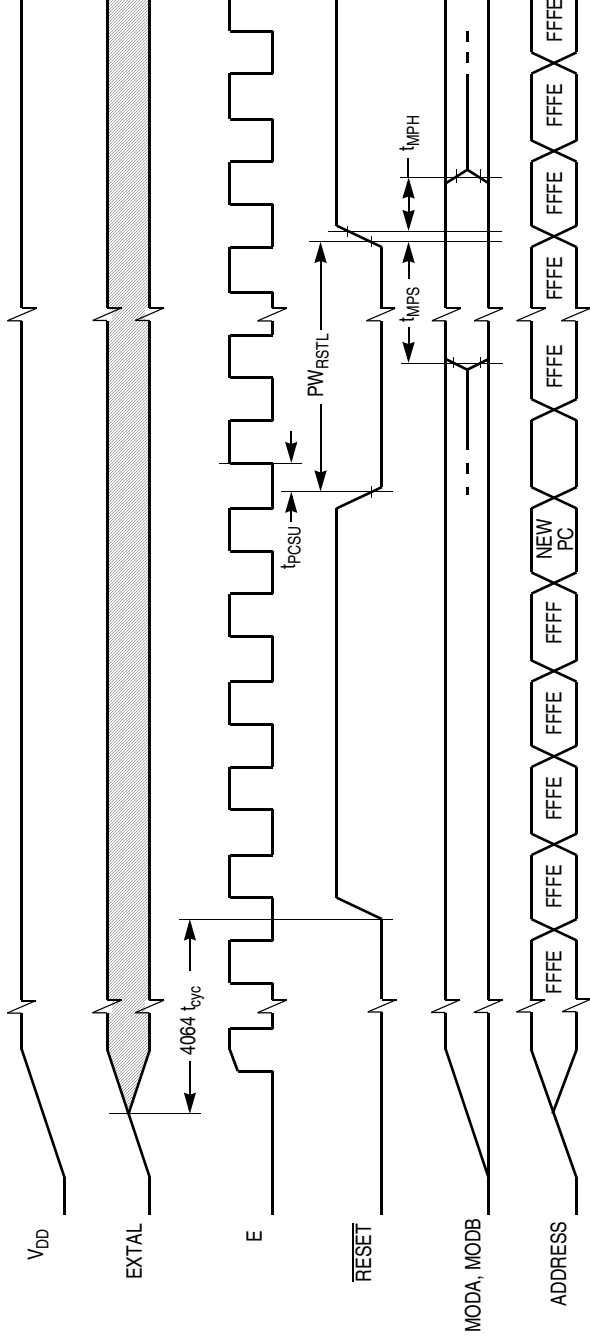 V_DD
EXTAL
4064 t_cyc
E
t_PCSU
RESET
PW_RSTL
t_MPS
t_MPH
MODA, MODB
ADDRESS
FFFE FFFE FFFE FFFE FFFF NEW PC FFFE FFFE FFFE FFFE FFFE